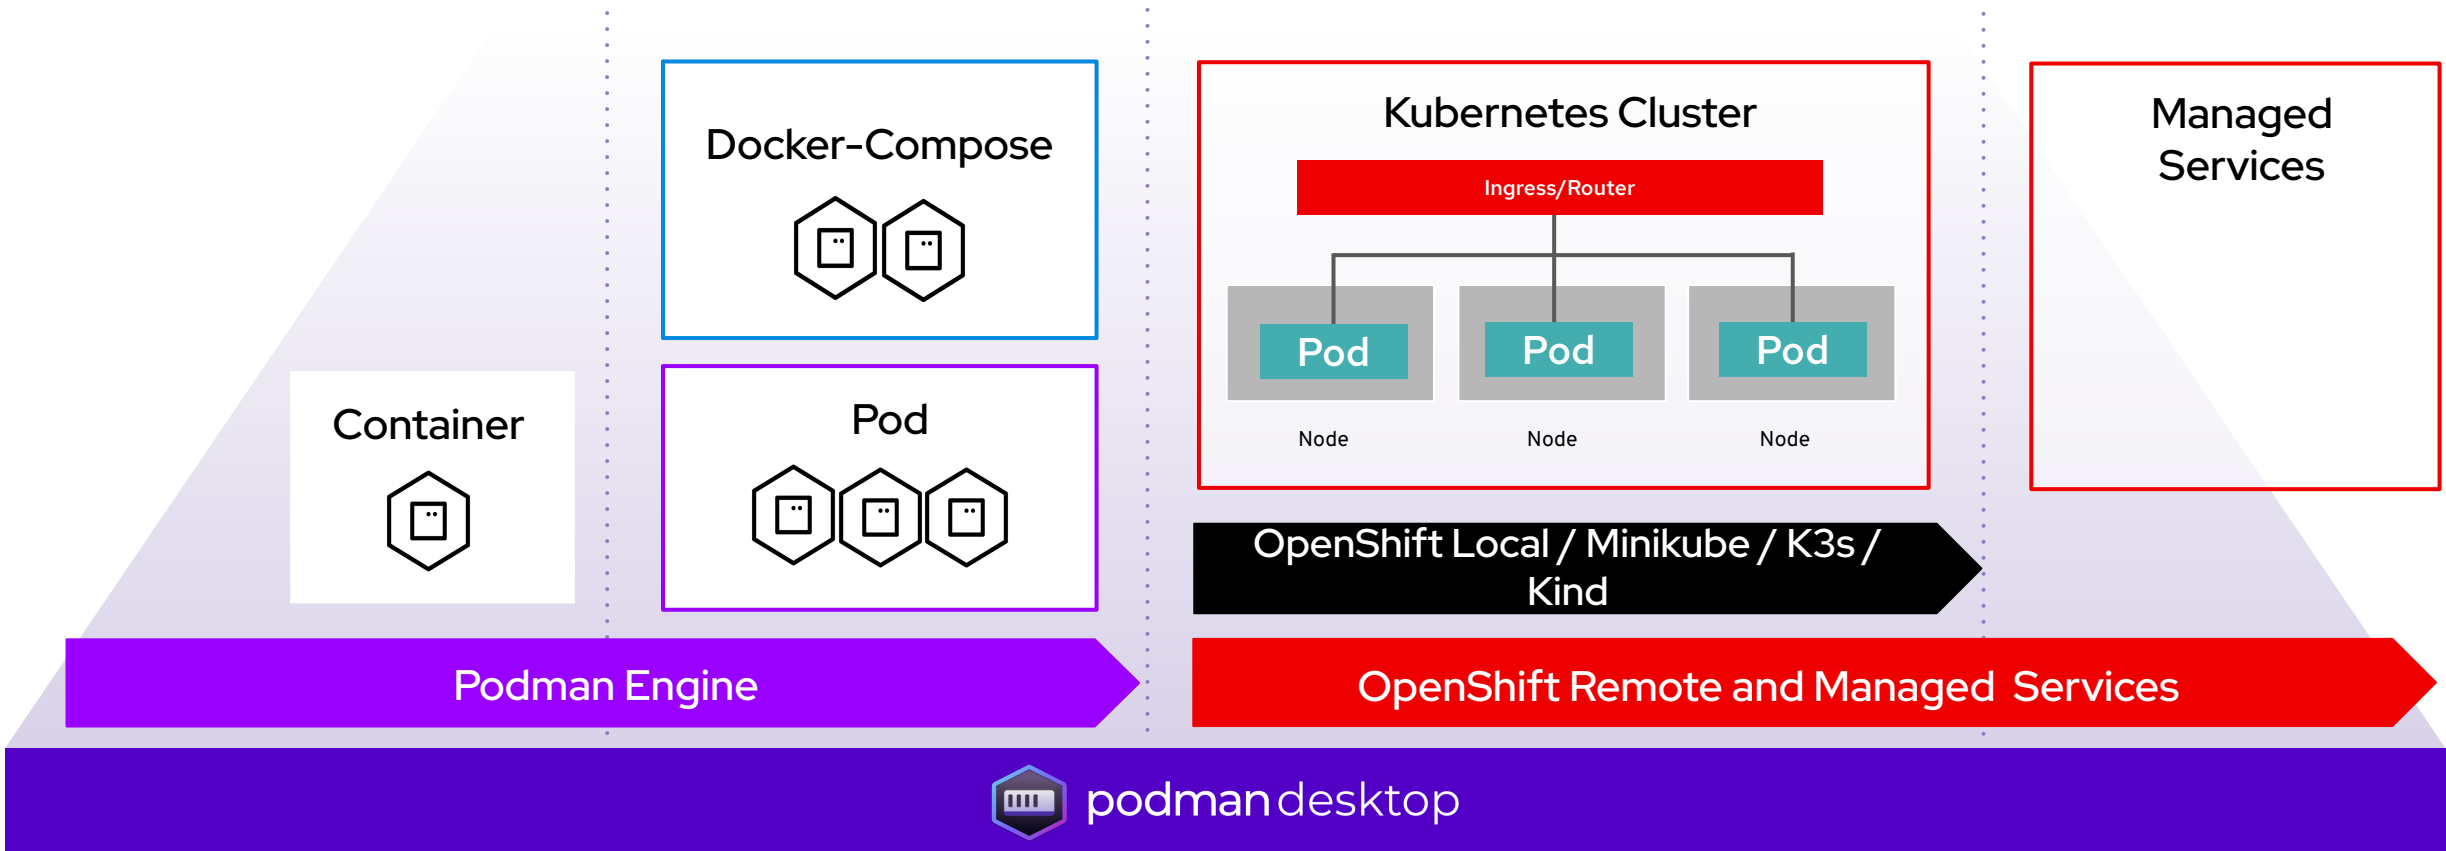 Docker-Compose
Kubernetes Cluster
Managed
Services
Ingress/Router
Pod
Pod
Pod
Node
Node
Node
Container
Pod
OpenShift Local / Minikube / K3s /
Kind
Podman Engine
OpenShift Remote and Managed Services
podman desktop